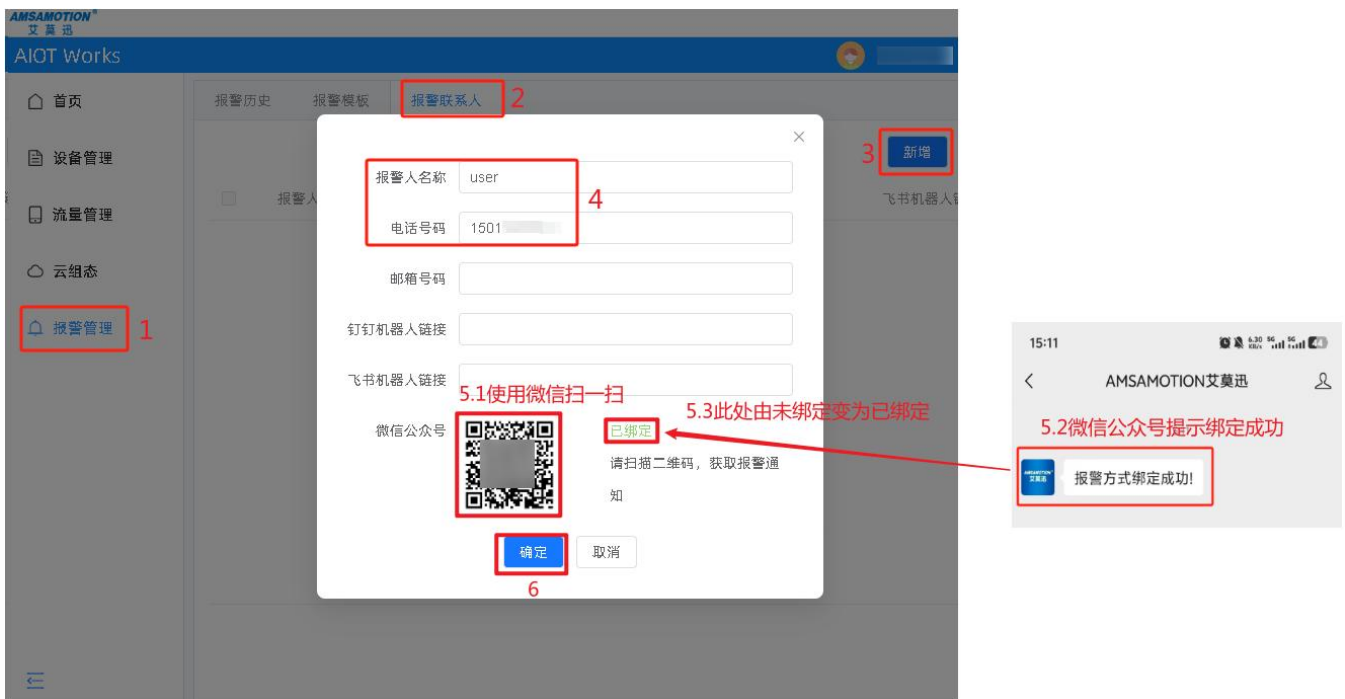 AMSAMOTION®
艾莫迅
AIOT Works
首页
设备管理
流量管理
云组态
报警管理
1
报警历史
报警模板
报警联系人
2
3
新增
报警人
飞书机器人
报警人名称
user
4
电话号码
1501
邮箱号码
钉钉机器人链接
飞书机器人链接
5.1使用微信扫一扫
微信公众号
已绑定
5.3此处由未绑定变为已绑定
请扫描二维码，获取报警通
知
确定
取消
6
15:11
6.30
5G
5G
AMSAMOTION艾莫迅
5.2微信公众号提示绑定成功
AMSAMOTION
艾莫迅
报警方式绑定成功!